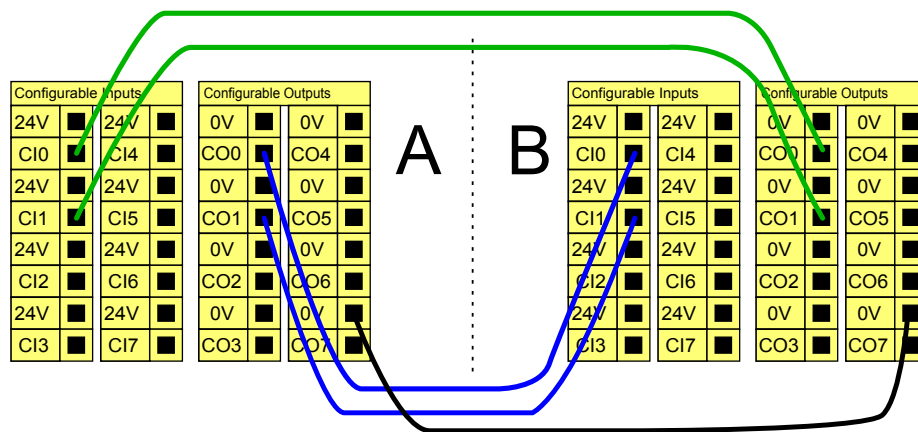 Configurable Inputs
24V 24V
CI0 CI4
24V 24V
CI1 CI5
24V 24V
CI2 CI6
24V 24V
CI3 CI7
Configurable Outputs
0V 0V
CO0 CO4
0V 0V
CO1 CO5
0V 0V
CO2 CO6
0V 0V
CO3 CO7
A
B
Configurable Inputs
24V 24V
CI0 CI4
24V 24V
CI1 CI5
24V 24V
CI2 CI6
24V 24V
CI3 CI7
Configurable Outputs
0V 0V
CO0 CO4
0V 0V
CO1 CO5
0V 0V
CO2 CO6
0V 0V
CO3 CO7